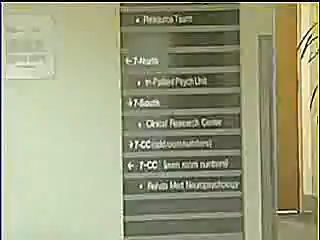 • Resource Team
← 7-North
• In-Patient Psych Unit
→ 7-South
• Clinical Research Center
→ 7-CC (odd room numbers)
← 7-CC (even room numbers)
• Rehab Med Neuropsychology